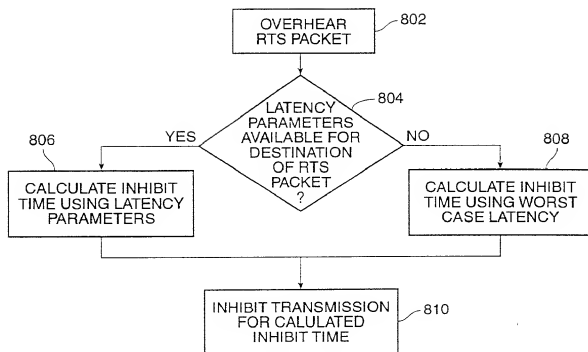 OVERHEAR
RTS PACKET
802
LATENCY
PARAMETERS
AVAILABLE FOR
DESTINATION
OF RTS
PACKET
?
804
YES
NO
806
CALCULATE INHIBIT
TIME USING LATENCY
PARAMETERS
808
CALCULATE INHIBIT
TIME USING WORST
CASE LATENCY
INHIBIT TRANSMISSION
FOR CALULATED
INHIBIT TIME
810